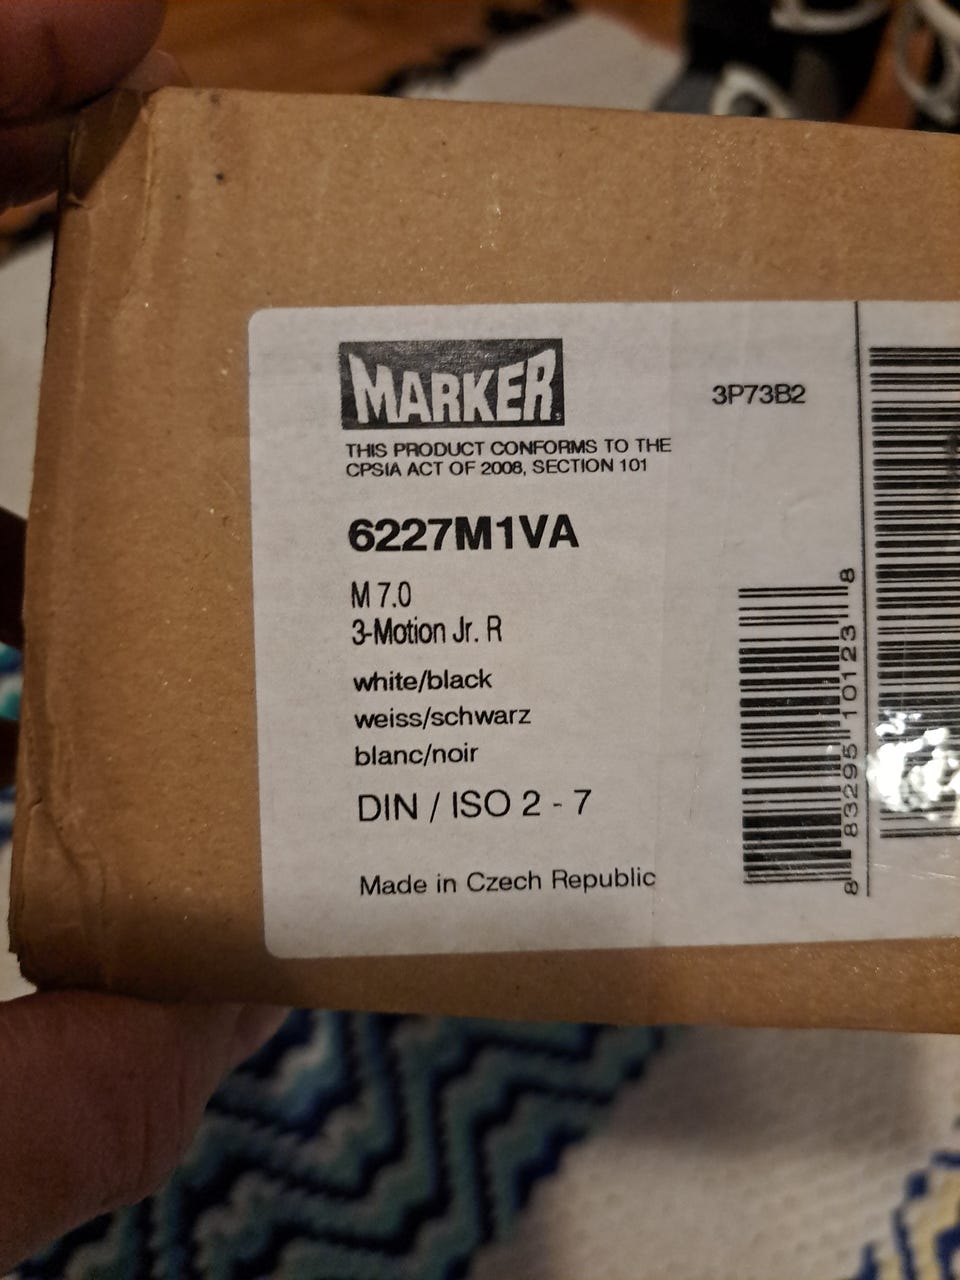 MARKER
THIS PRODUCT CONFORMS TO THE
CPSIA ACT OF 2008, SECTION 101
3P73B2
6227M1VA
M 7.0
3-Motion Jr. R
white/black
weiss/schwarz
blanc/noir
DIN / ISO 2 - 7
Made in Czech Republic
8 83295 10123 8